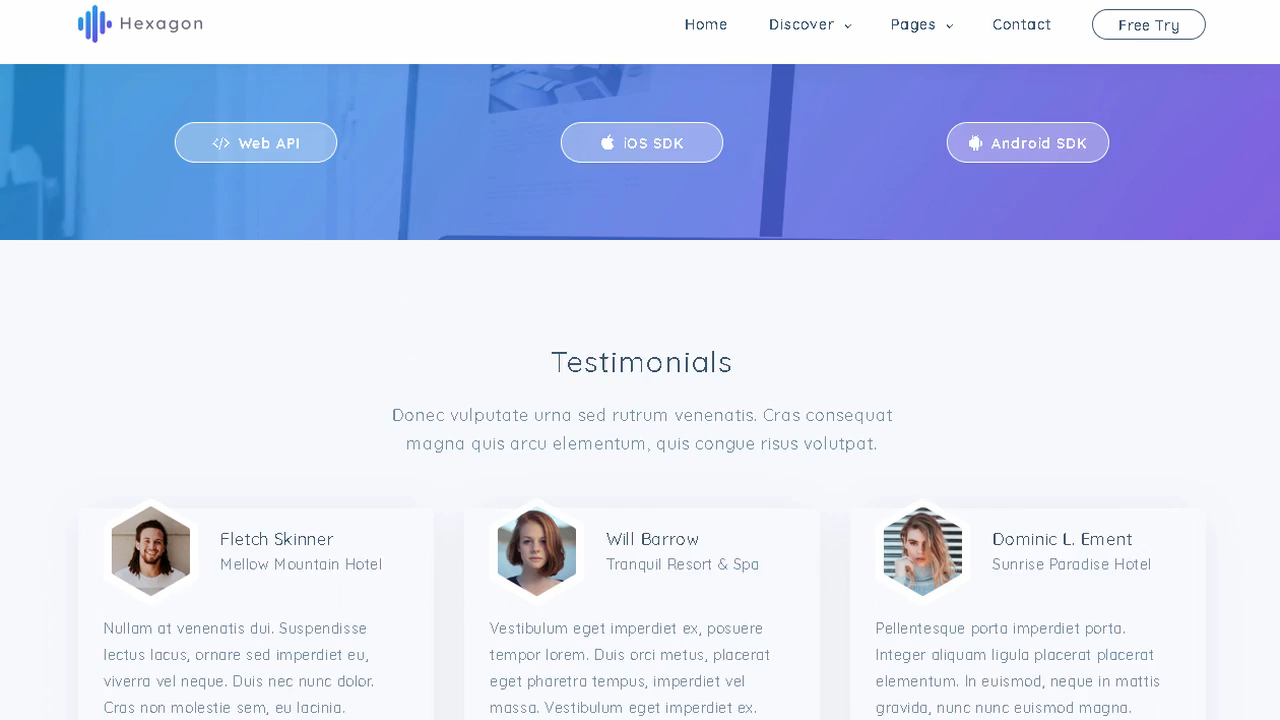 Hexagon
Home Discover Pages Contact Free Try
Web API iOS SDK Android SDK
Testimonials
Donec vulputate urna sed rutrum venenatis. Cras consequat
magna quis arcu elementum, quis congue risus volutpat.
Fletch Skinner
Mellow Mountain Hotel
Nullam at venenatis dui. Suspendisse
lectus lacus, ornare sed imperdiet eu,
viverra vel neque. Duis nec nunc dolor.
Cras non molestie sem, eu lacinia.
Will Barrow
Tranquil Resort & Spa
Vestibulum eget imperdiet ex, posuere
tempor lorem. Duis orci metus, placerat
eget pharetra tempus, imperdiet vel
massa. Vestibulum eget imperdiet ex.
Dominic L. Ement
Sunrise Paradise Hotel
Pellentesque porta imperdiet porta.
Integer aliquam ligula placerat placerat
elementum. In euismod, neque in mattis
gravida, nunc nunc euismod magna.